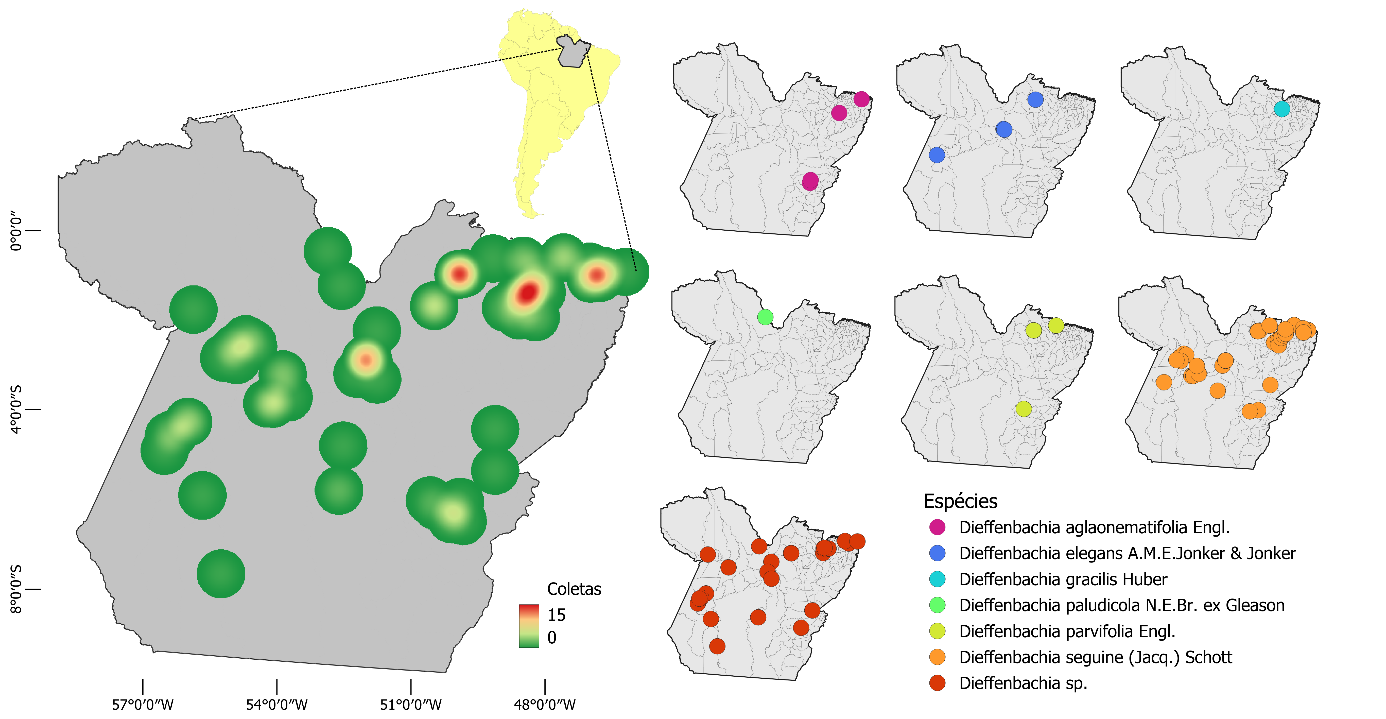 0°0'0"
4°0'0"S
8°0'0"S
57°0'0"W
54°0'0"W
51°0'0"W
48°0'0"W
Coletas
15
0
Espécies
Dieffenbachia aglaonematifolia Engl.
Dieffenbachia elegans A.M.E.Jonker & Jonker
Dieffenbachia gracilis Huber
Dieffenbachia paludicola N.E.Br. ex Gleason
Dieffenbachia parvifolia Engl.
Dieffenbachia seguine (Jacq.) Schott
Dieffenbachia sp.